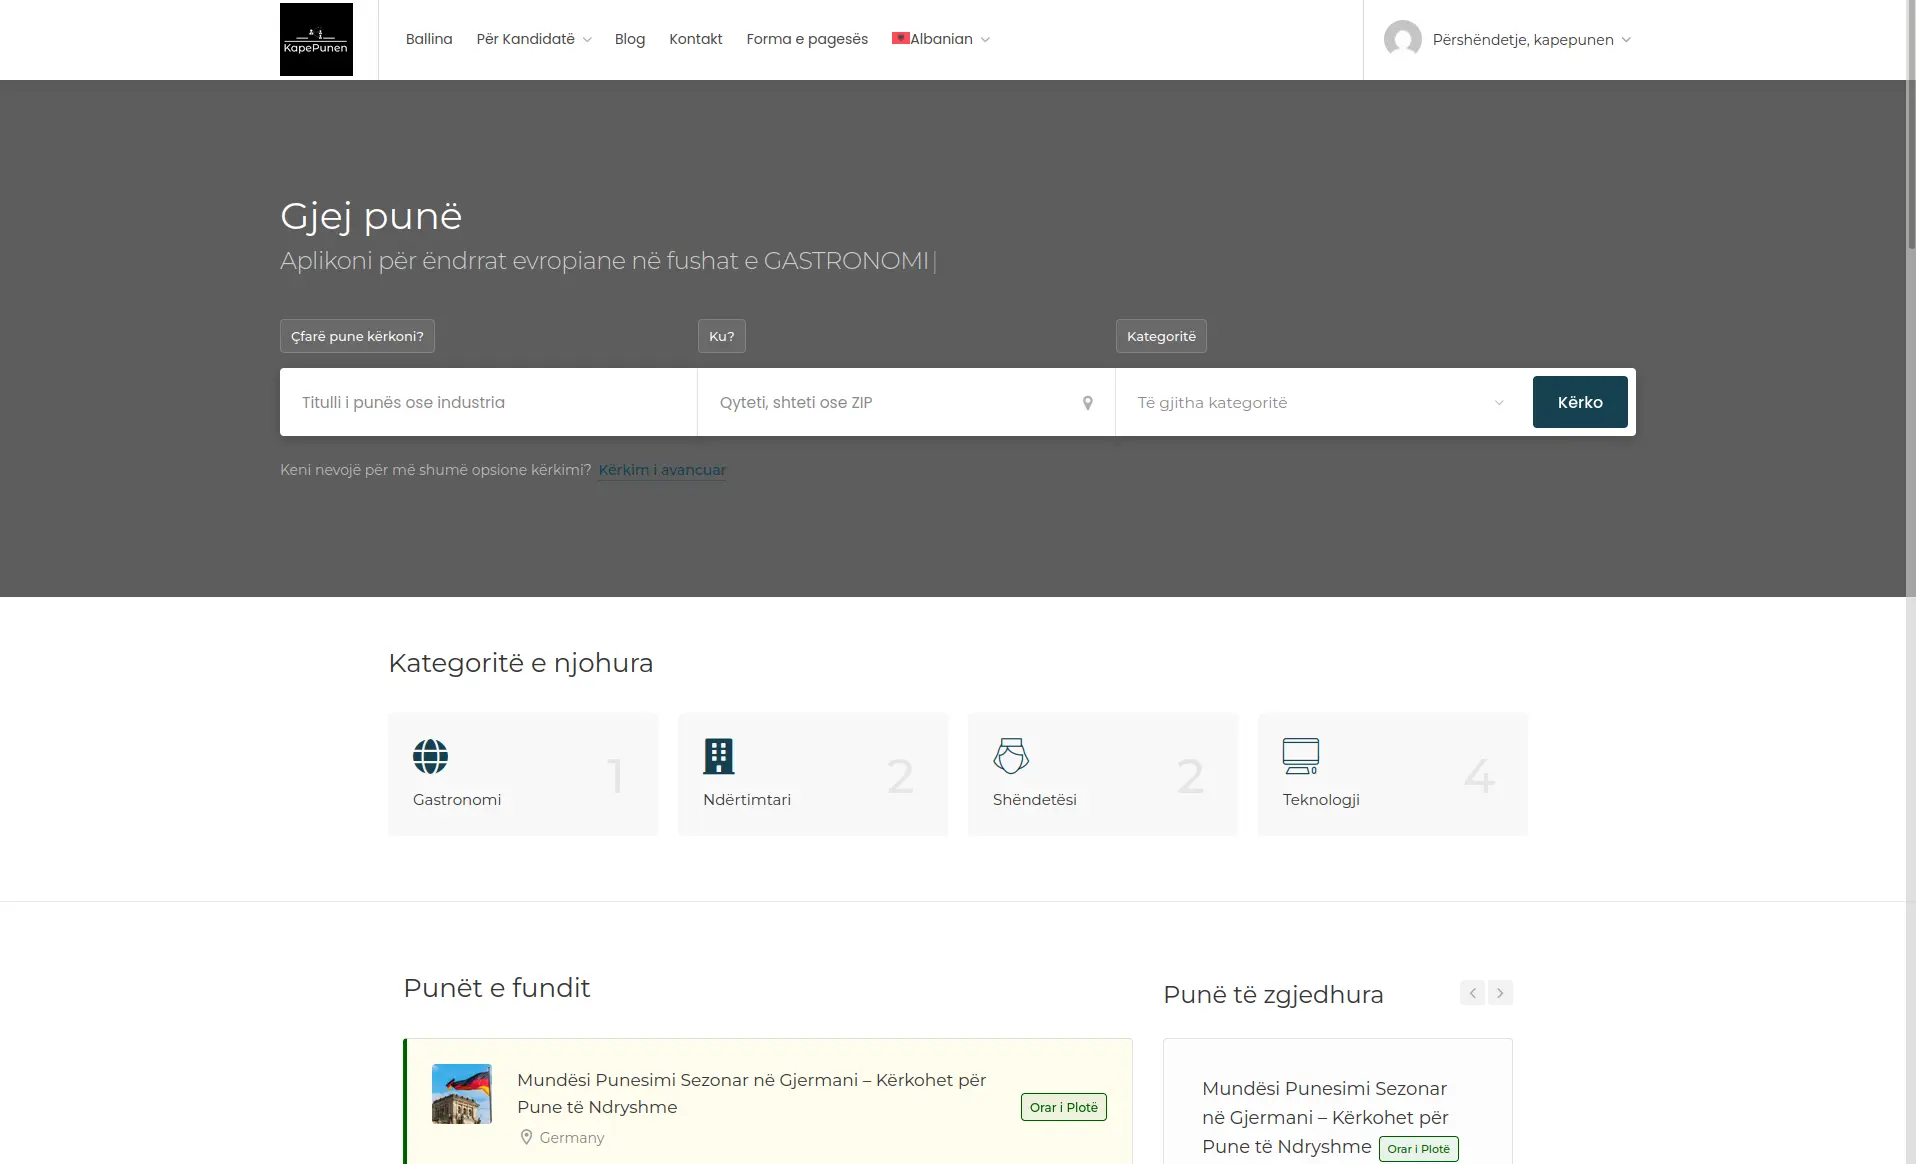 KapePunen
Ballina
Për Kandidatë
Blog
Kontakt
Forma e pagesës
Albanian
Përshëndetje, kapepunen
Gjej punë
Aplikoni për ëndrrat evropiane në fushat e GASTRONOMI|
Çfarë pune kërkoni?
Ku?
Kategoritë
Titulli i punës ose industria
Qyteti, shteti ose ZIP
Të gjitha kategoritë
Kërko
Keni nevojë për më shumë opsione kërkimi? Kërkim i avancuar
Kategoritë e njohura
Gastronomi
1
Ndërtimtari
2
Shëndetësi
2
Teknologji
4
Punët e fundit
Mundësi Punesimi Sezonar në Gjermani – Kërkohet për
Pune të Ndryshme
Orar i Plotë
Germany
Punë të zgjedhura
Mundësi Punesimi Sezonar
në Gjermani – Kërkohet për
Pune të Ndryshme Orar i Plotë